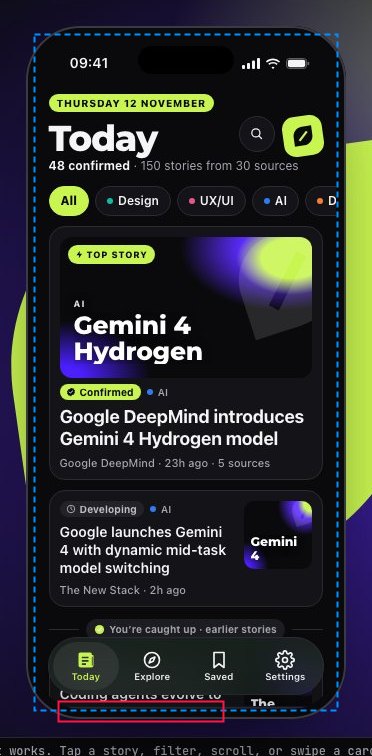 09:41
THURSDAY 12 NOVEMBER
Today
48 confirmed · 150 stories from 30 sources
All
Design
UX/UI
AI
D
TOP STORY
AI
Gemini 4
Hydrogen
Confirmed
AI
Google DeepMind introduces
Gemini 4 Hydrogen model
Google DeepMind · 23h ago · 5 sources
Developing
AI
Google launches Gemini
4 with dynamic mid-task
model switching
The New Stack · 2h ago
Gemini
4
You're caught up · earlier stories
Today
Explore
Saved
Settings
Coding agents evolve to
The
t works. Tap a story, filter, scroll, or swipe a car